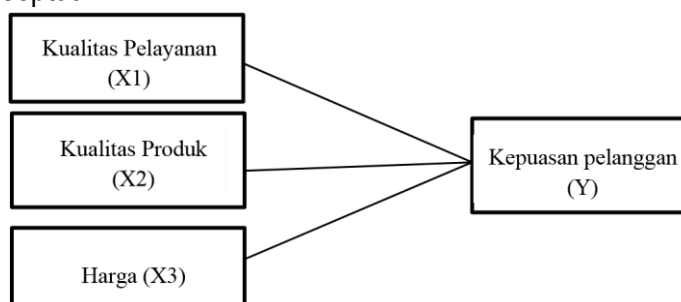 Kualitas Pelayanan
(X1)
Kualitas Produk
(X2)
Kepuasan pelanggan
(Y)
Harga (X3)